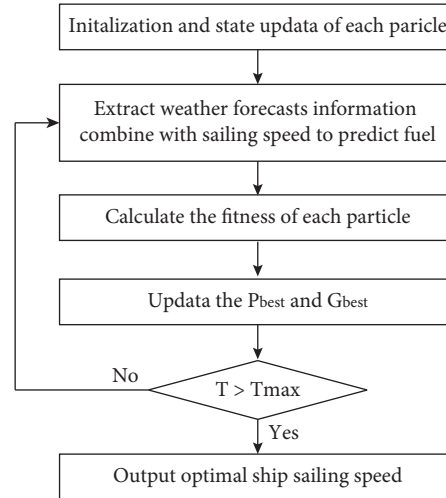 Initalization and state updata of each paricle
Extract weather forecasts information
combine with sailing speed to predict fuel
Calculate the fitness of each particle
Updata the Pbest and Gbest
No
T > Tmax
Yes
Output optimal ship sailing speed